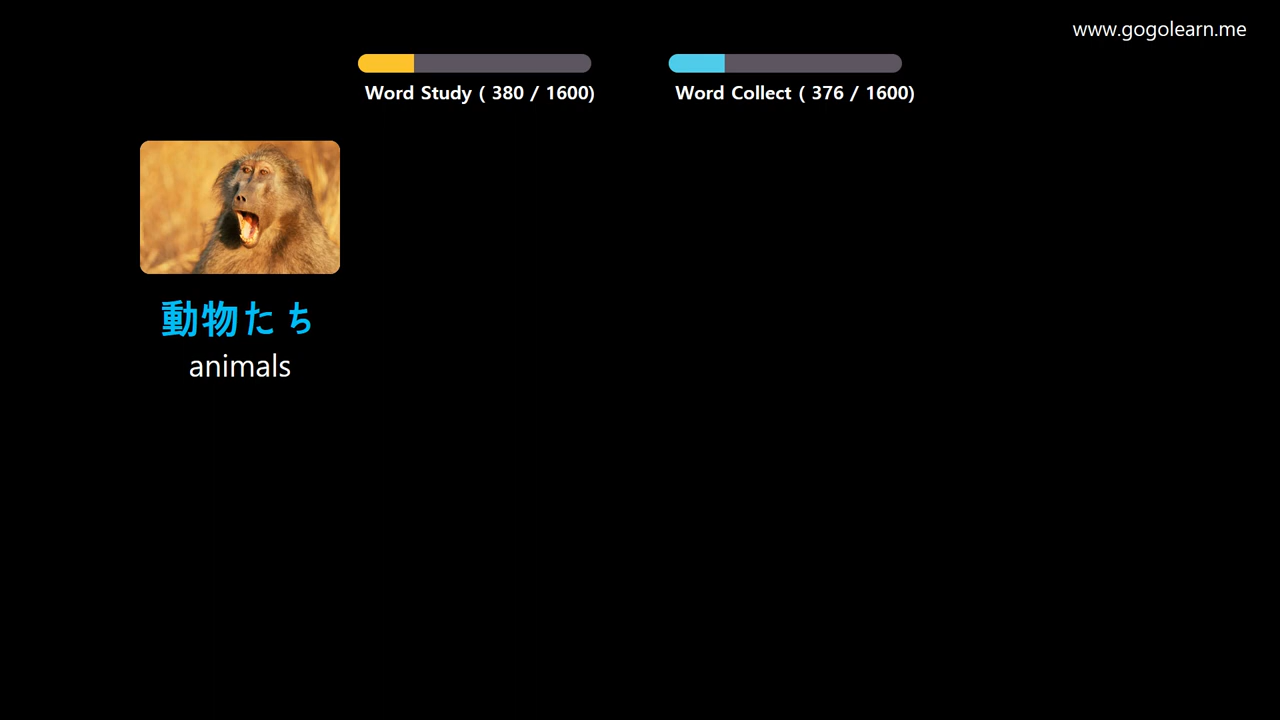 www.gogolearn.me
Word Study ( 380 / 1600)
Word Collect ( 376 / 1600)
動物たち
animals